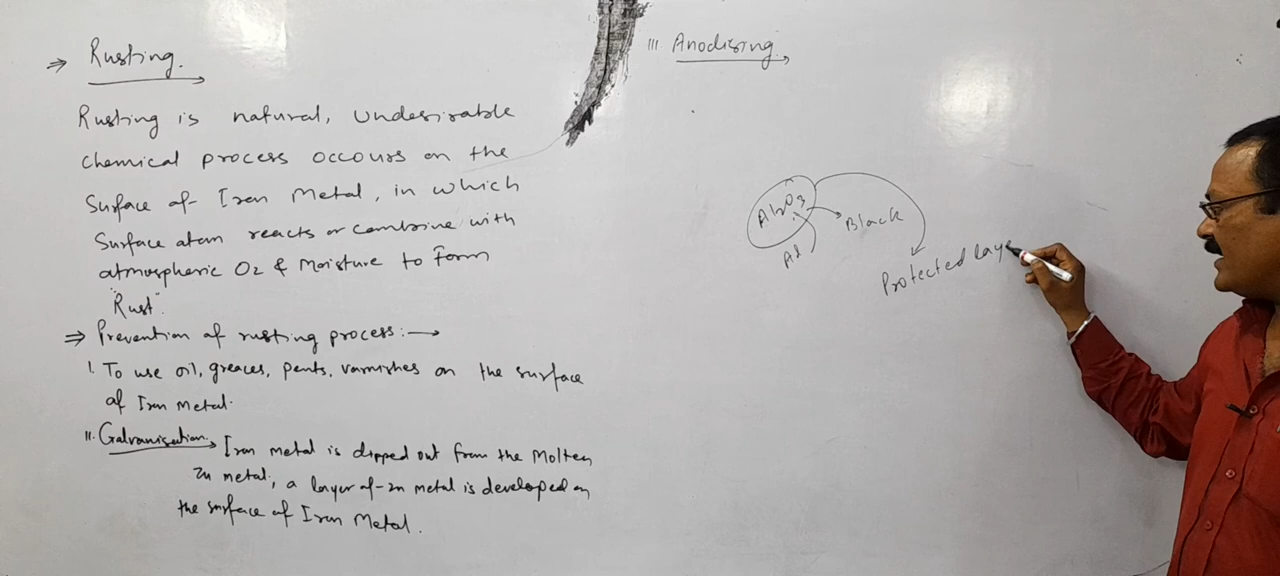 ⇒ Rusting.
Rusting is natural, undesirable
chemical process occours on the
Surface of Iron Metal, in which
Surface atom reacts or combine with
atmospheric O2 & Moisture to form
"Rust".
⇒ Prevention of rusting process:→
I. To use oil, greaces, pents, varnishes on the surface
of Iron Metal.
II. Galvanisation → Iron metal is dipped out from the Molten
Zn metal, a layer of Zn metal is developed on
the surface of Iron Metal.
III Anodising
Al2O3
Black
Al
Protected laye